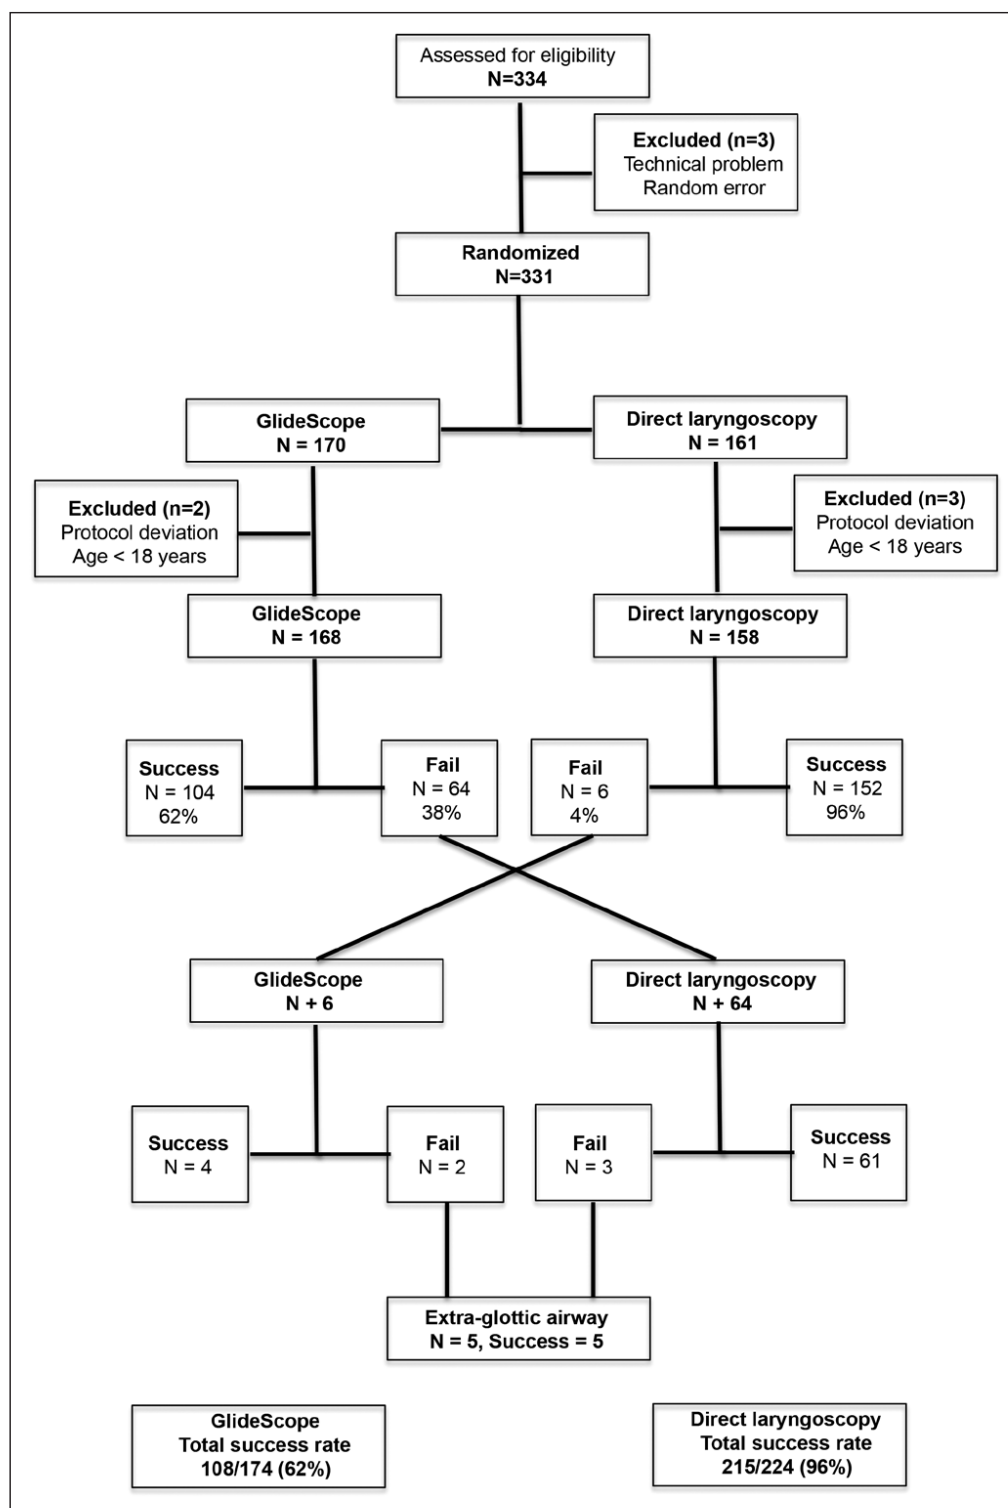 Assessed for eligibility
N=334
Excluded (n=3)
Technical problem
Random error
Randomized
N=331
GlideScope
N = 170
Direct laryngoscopy
N = 161
Excluded (n=2)
Protocol deviation
Age < 18 years
Excluded (n=3)
Protocol deviation
Age < 18 years
GlideScope
N = 168
Direct laryngoscopy
N = 158
Success
N = 104
62%
Fail
N = 64
38%
Fail
N = 6
4%
Success
N = 152
96%
GlideScope
N + 6
Direct laryngoscopy
N + 64
Success
N = 4
Fail
N = 2
Fail
N = 3
Success
N = 61
Extra-glottic airway
N = 5, Success = 5
GlideScope
Total success rate
108/174 (62%)
Direct laryngoscopy
Total success rate
215/224 (96%)